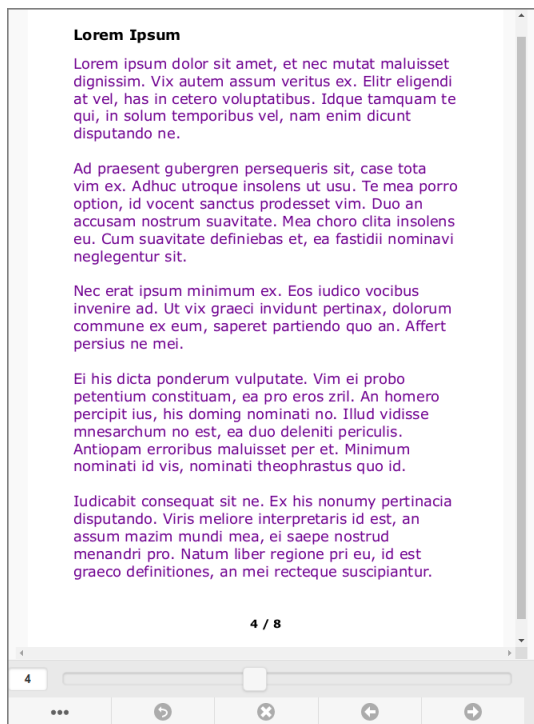 Lorem Ipsum
Lorem ipsum dolor sit amet, et nec mutat maluisset
dignissim. Vix autem assum veritus ex. Elitr eligendi
at vel, has in cetero voluptatibus. Idque tamquam te
qui, in solum temporibus vel, nam enim dicunt
disputando ne.
Ad praesent gubergren persequeris sit, case tota
vim ex. Adhuc utroque insolens ut usu. Te mea porro
option, id vocent sanctus prodesset vim. Duo an
accusam nostrum suavitate. Mea choro clita insolens
eu. Cum suavitate definiebas et, ea fastidii nominavi
neglegentur sit.
Nec erat ipsum minimum ex. Eos iudico vocibus
invenire ad. Ut vix graeci invidunt pertinax, dolorum
commune ex eum, saperet partiendo quo an. Affert
persius ne mei.
Ei his dicta ponderum vulputate. Vim ei probo
petentium constituam, ea pro eros zril. An homero
percipit ius, his doming nominati no. Illud vidisse
mnesarchum no est, ea duo deleniti periculis.
Antiopam erroribus maluisset per et. Minimum
nominati id vis, nominati theophrastus quo id.
Iudicabit consequat sit ne. Ex his nonumy pertinacia
disputando. Viris meliore interpretaris id est, an
assum mazim mundi mea, ei saepe nostrud
menandri pro. Natum liber regione pri eu, id est
graeco definitiones, an mei recteque suscipiantur.
4 / 8
4